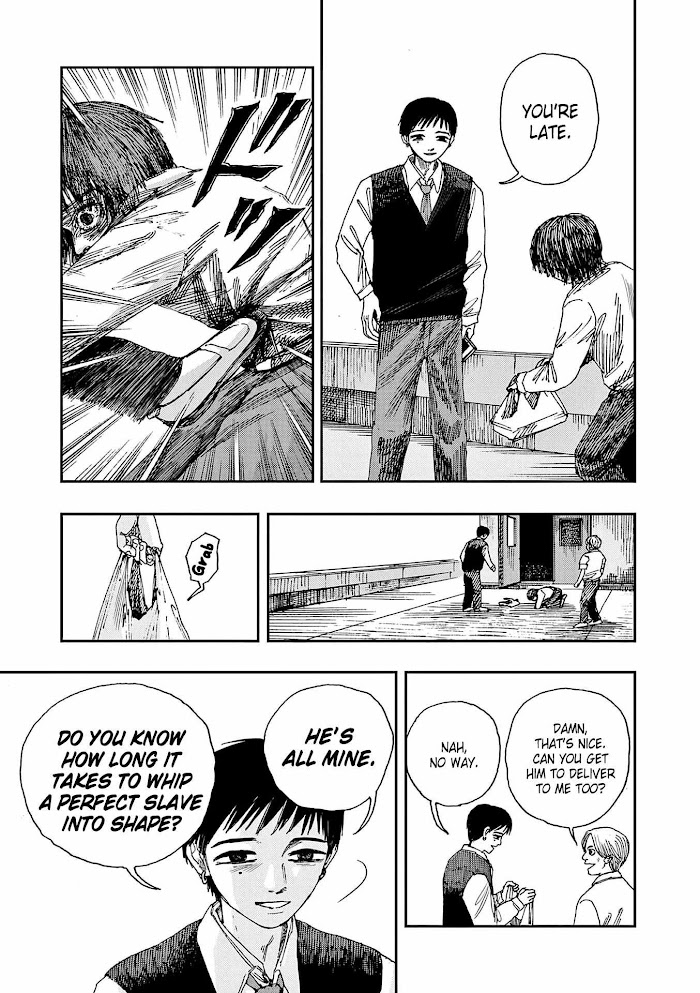 YOU'RE
LATE.
ドッ
Grab
DAMN,
THAT'S NICE.
CAN YOU GET
HIM TO DELIVER
TO ME TOO?
NAH,
NO WAY.
HE'S
ALL MINE.
DO YOU KNOW
HOW LONG IT
TAKES TO WHIP
A PERFECT SLAVE
INTO SHAPE?